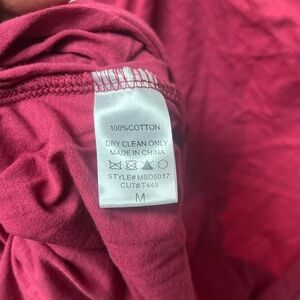 100%COTTON
DRY CLEAN ONLY
MADE IN CHINA
STYLE# MBD5017
CUT# T449
M